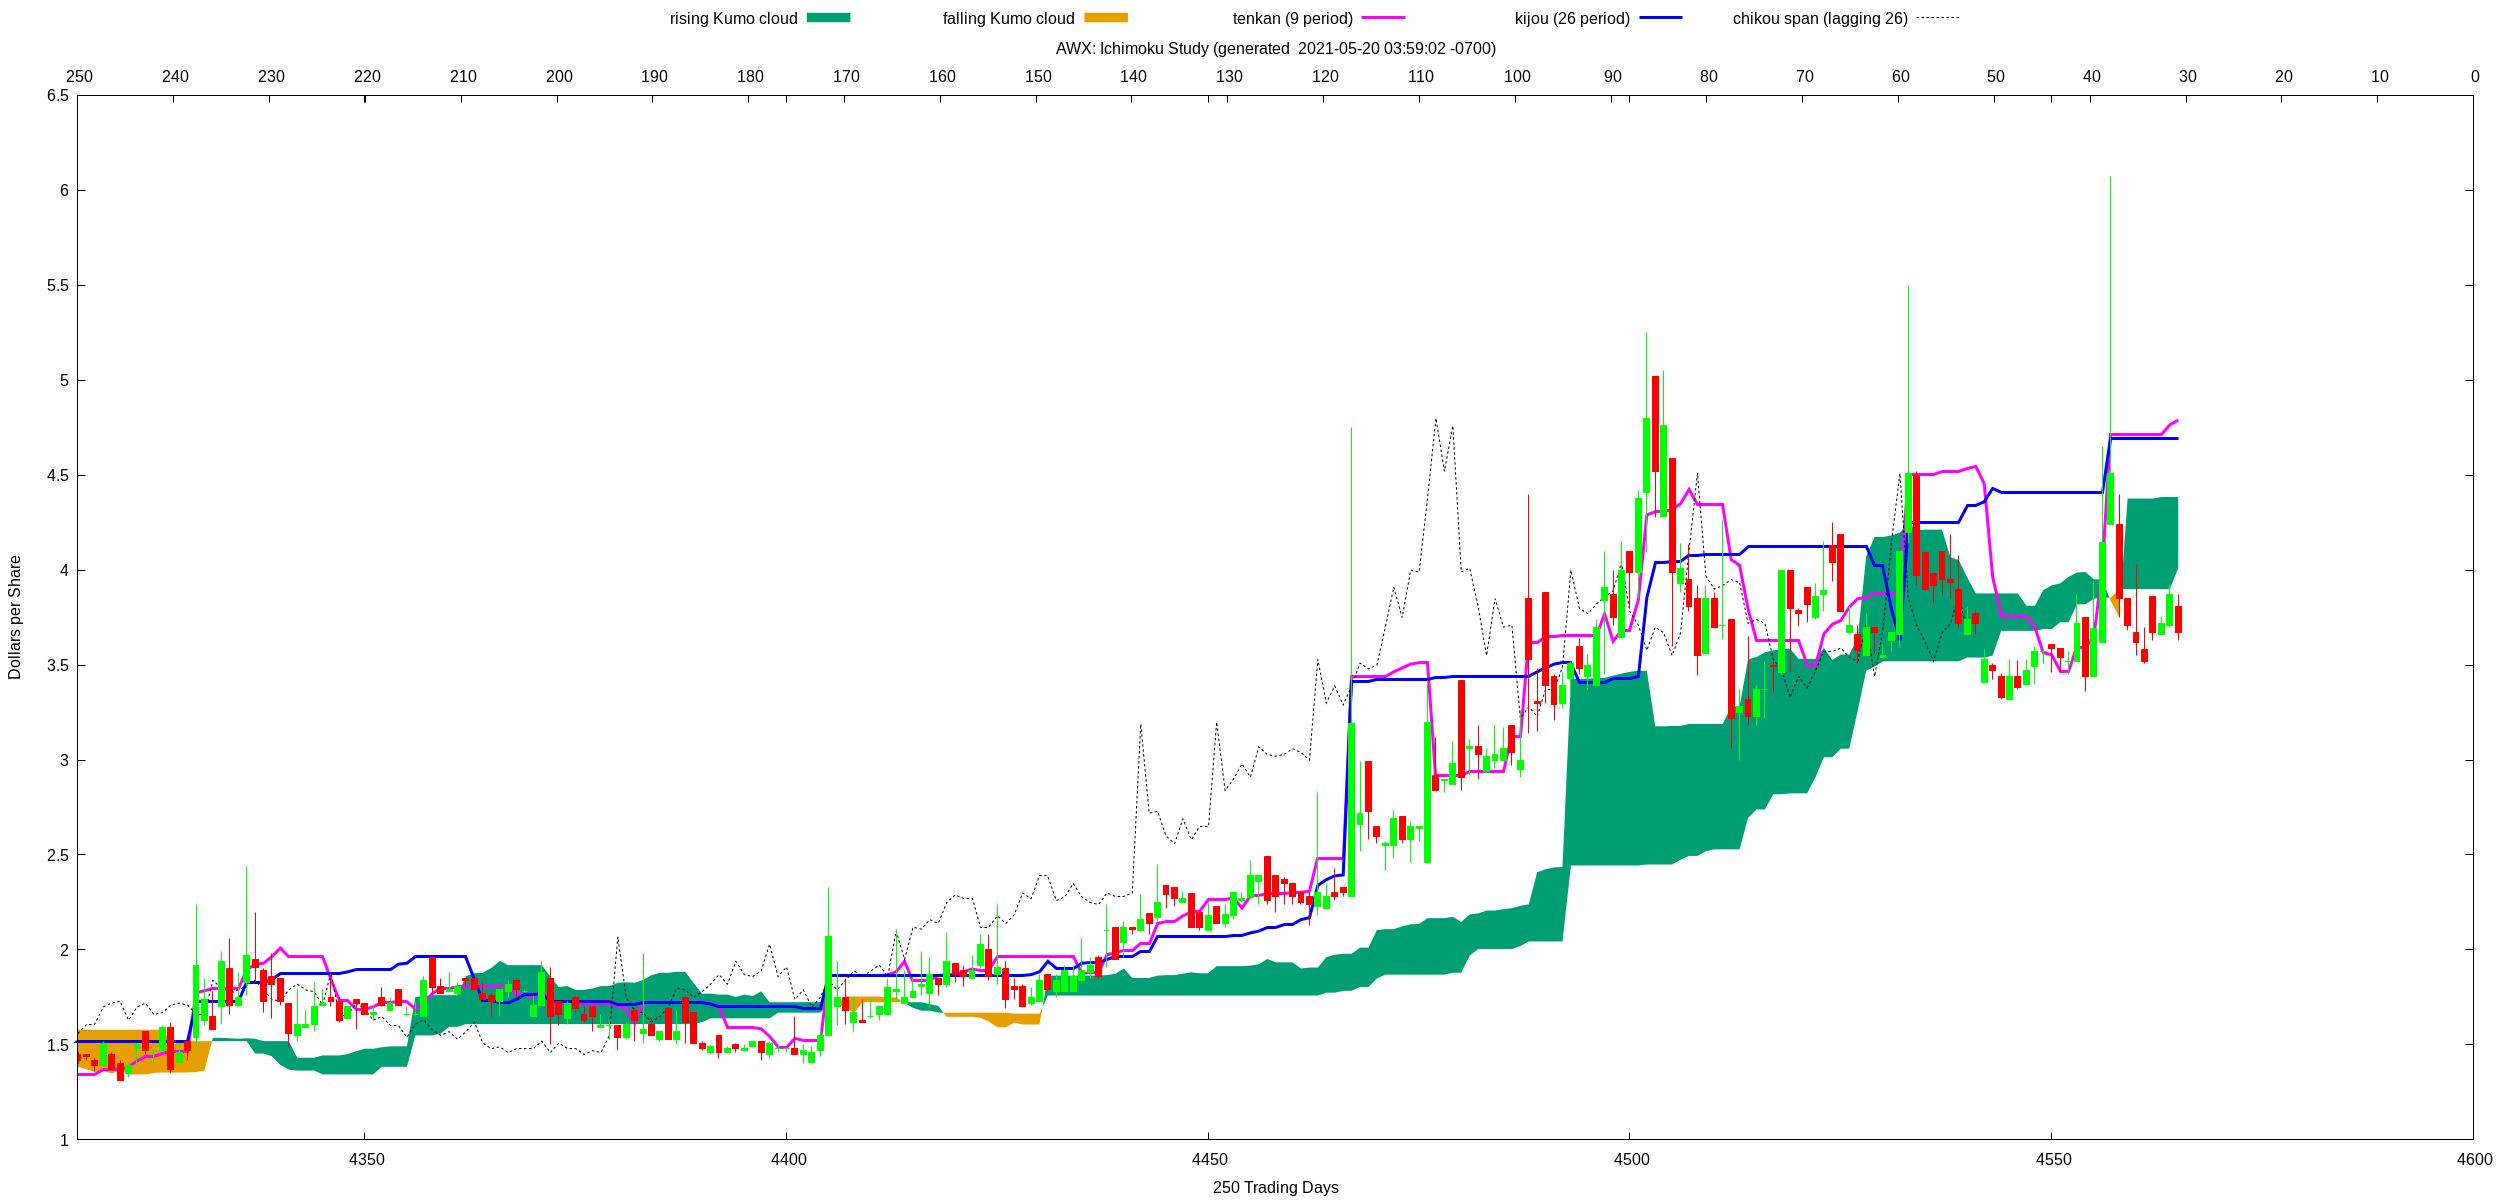 rising Kumo cloud falling Kumo cloud tenkan (9 period) kijou (26 period) chikou span (lagging 26)
AWX: Ichimoku Study (generated  2021-05-20 03:59:02 -0700)
250 240 230 220 210 200 190 180 170 160 150 140 130 120 110 100 90 80 70 60 50 40 30 20 10 0
6.5
6
5.5
5
4.5
4
3.5
3
2.5
2
1.5
1
Dollars per Share
4350 4400 4450 4500 4550 4600
250 Trading Days